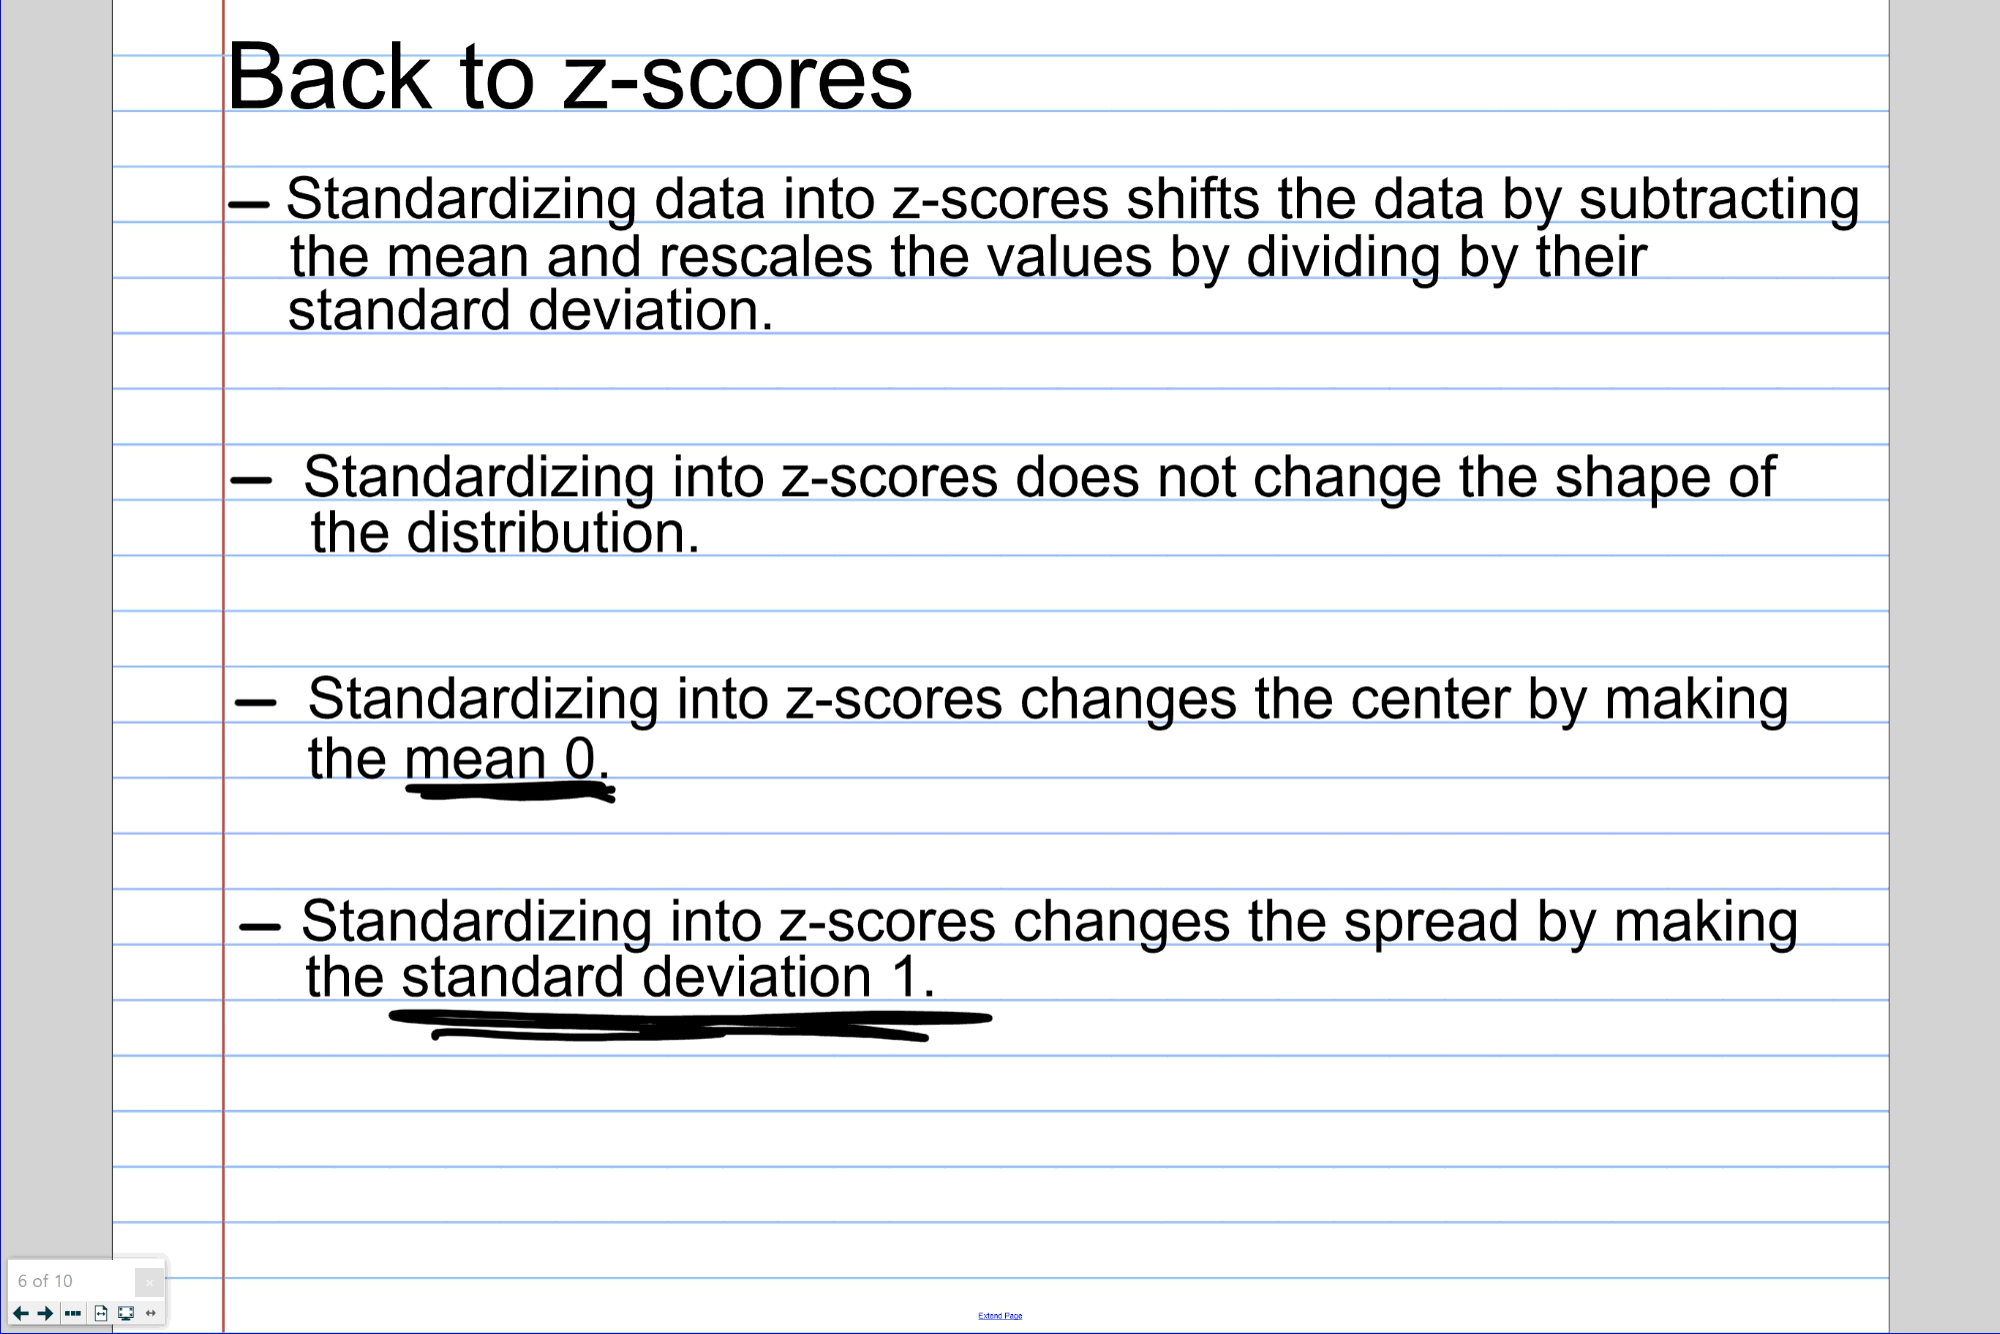 Back to z-scores
– Standardizing data into z-scores shifts the data by subtracting
the mean and rescales the values by dividing by their
standard deviation.
– Standardizing into z-scores does not change the shape of
the distribution.
– Standardizing into z-scores changes the center by making
the mean 0.
– Standardizing into z-scores changes the spread by making
the standard deviation 1.
6 of 10
Extend Page